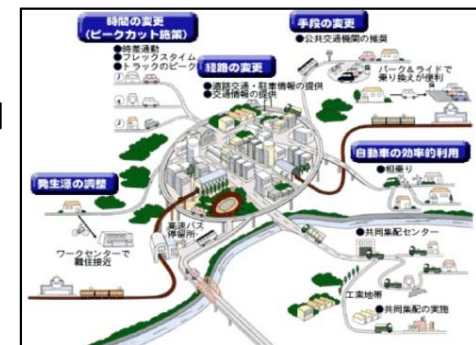 時間の変更
(ピークカット施策)
●時差通勤
●フレックスタイム
●トラックのピーク
手段の変更
●公共交通機関の推奨
パーク&ライドで
乗り換えが便利
経路の変更
●道路交通・駐車情報の提供
●交通情報の提供
自動車の効率的利用
●相乗り
発生源の調整
ワークセンターで
職住接近
高速バス
停留所
●共同集配センター
工業地帯
●共同集配の実施